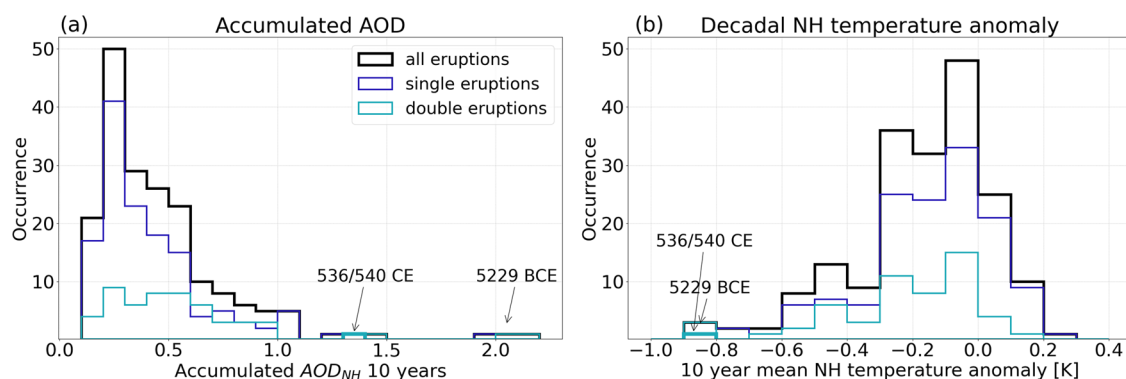 (a) Accumulated AOD
50
40
30
20
10
Occurrence
all eruptions
single eruptions
double eruptions
536/540 CE
5229 BCE
0.0 0.5 1.0 1.5 2.0
Accumulated AOD_NH 10 years
(b) Decadal NH temperature anomaly
50
40
30
20
10
Occurrence
536/540 CE
5229 BCE
−1.0 −0.8 −0.6 −0.4 −0.2 0.0 0.2 0.4
10 year mean NH temperature anomaly [K]